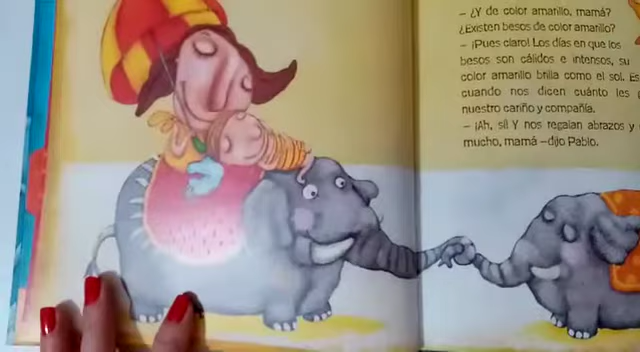 – ¿Y de color amarillo, mamá?
¿Existen besos de color amarillo?
– ¡Pues claro! Los días en que los
besos son cálidos e intensos, su
color amarillo brilla como el sol. Es
cuando nos dicen cuánto les
nuestro cariño y compañía.
– ¡Ah, sí! Y nos regalan abrazos y
mucho, mamá –dijo Pablo.